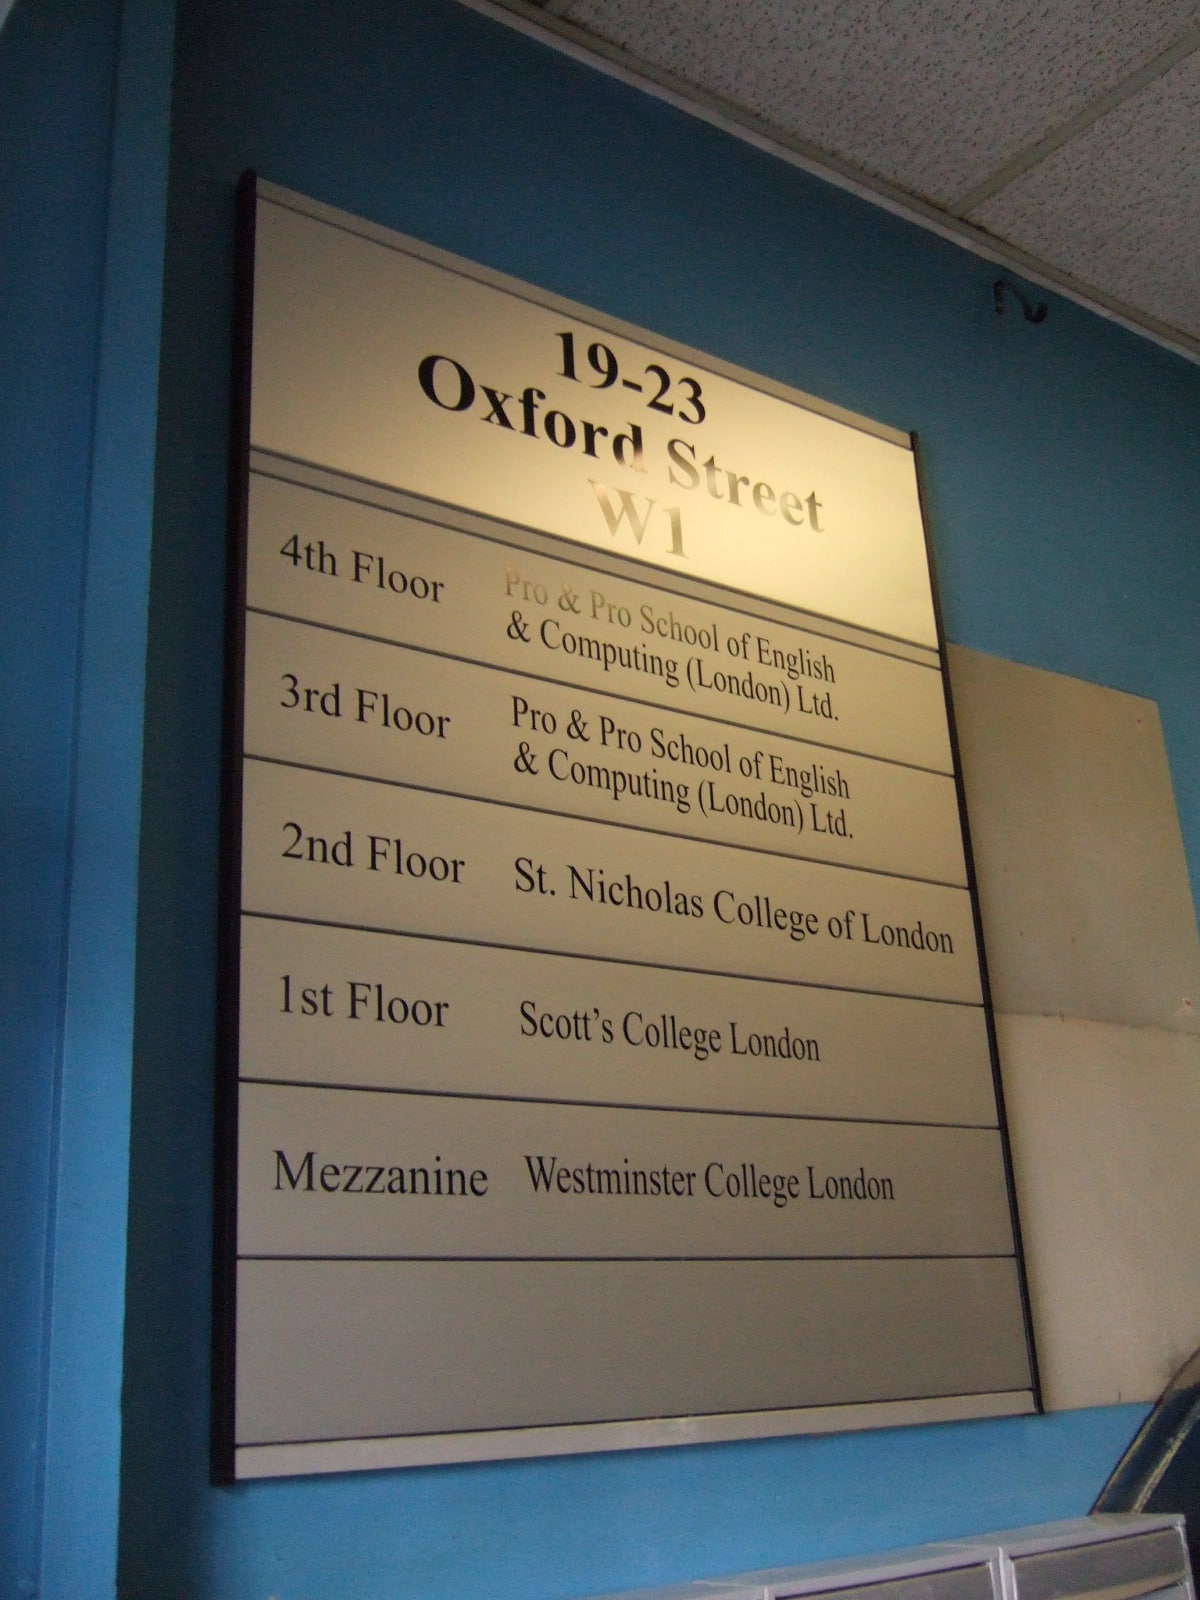 19-23
Oxford Street
W1
4th Floor Pro & Pro School of English
& Computing (London) Ltd.
3rd Floor Pro & Pro School of English
& Computing (London) Ltd.
2nd Floor St. Nicholas College of London
1st Floor Scott's College London
Mezzanine Westminster College London